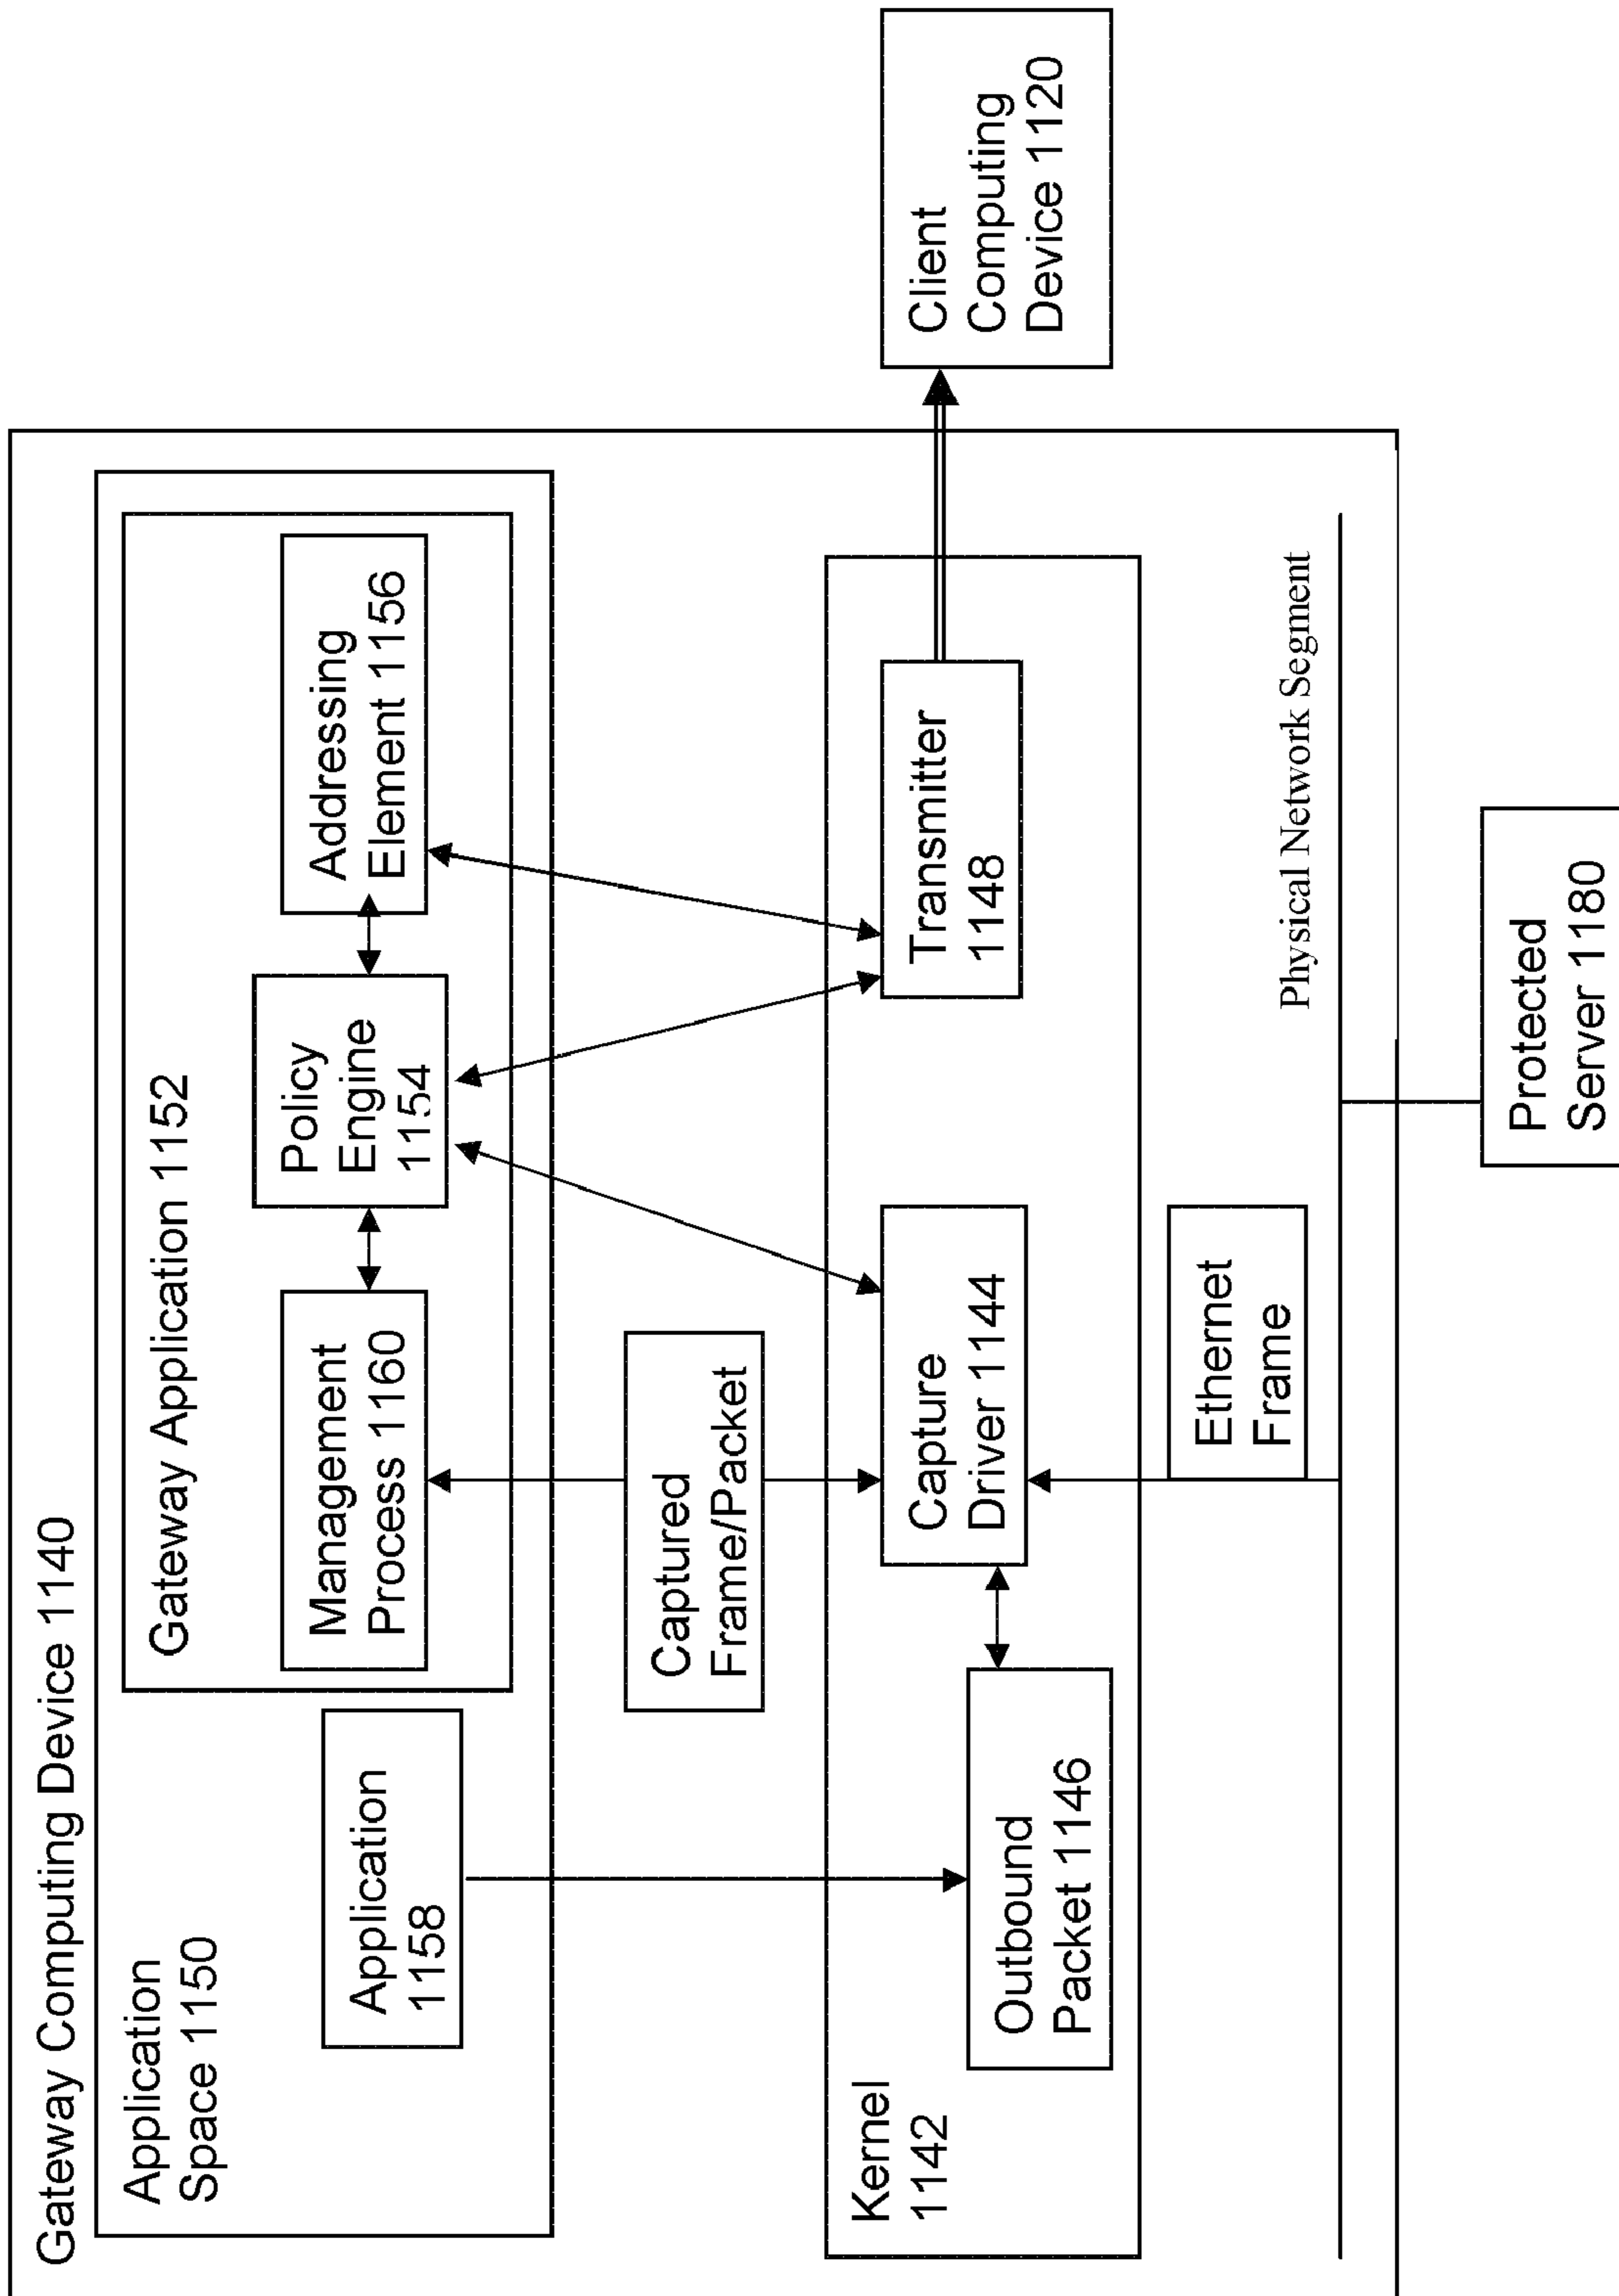 Gateway Computing Device 1140
Application
Space 1150
Gateway Application 1152
Application
1158
Management
Process 1160
Policy
Engine
1154
Addressing
Element 1156
Captured
Frame/Packet
Kernel
1142
Outbound
Packet 1146
Capture
Driver 1144
Transmitter
1148
Client
Computing
Device 1120
Ethernet
Frame
Physical Network Segment
Protected
Server 1180